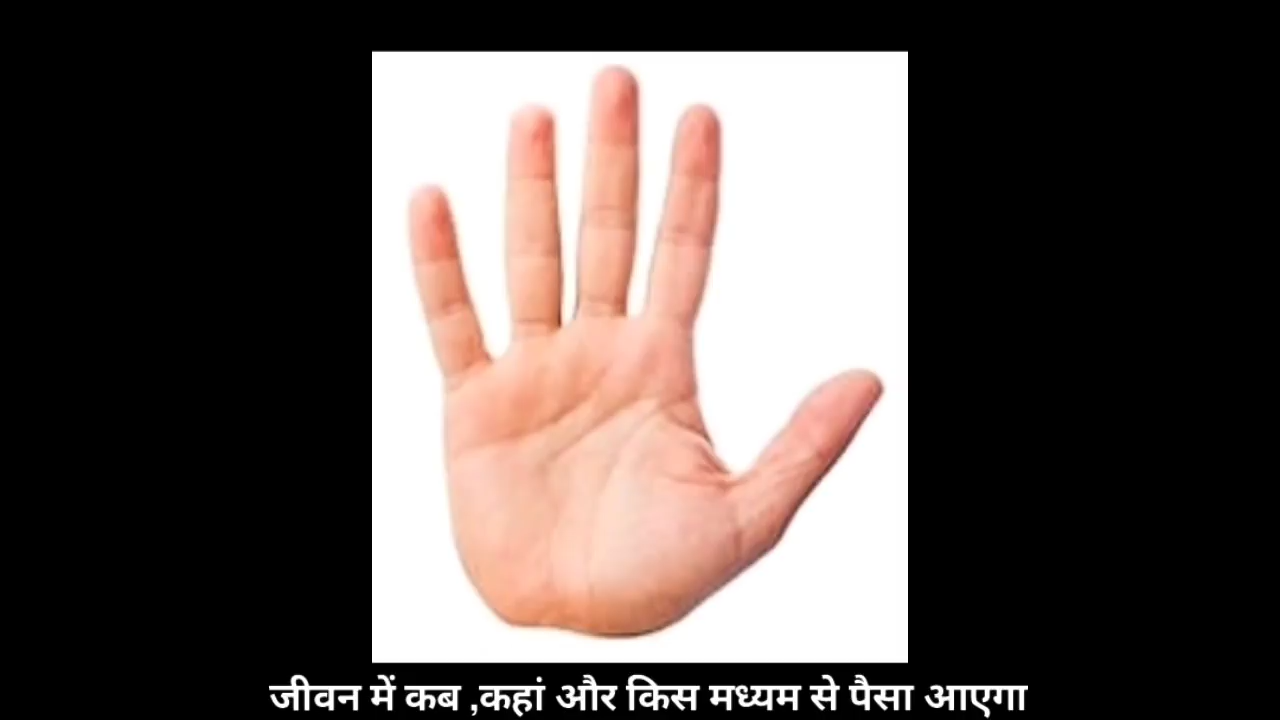 जीवन में कब ,कहां और किस मध्यम से पैसा आएगा